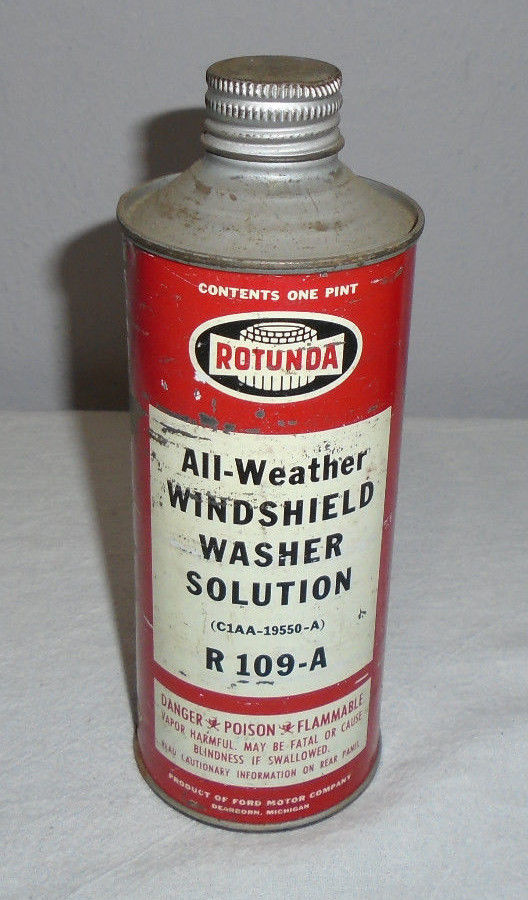 CONTENTS ONE PINT
ROTUNDA
All-Weather
WINDSHIELD
WASHER
SOLUTION
(C1AA-19550-A)
R 109-A
DANGER POISON FLAMMABLE
VAPOR HARMFUL. MAY BE FATAL OR CAUSE
BLINDNESS IF SWALLOWED.
READ CAUTIONARY INFORMATION ON REAR PANEL
PRODUCT OF FORD MOTOR COMPANY
DEARBORN, MICHIGAN